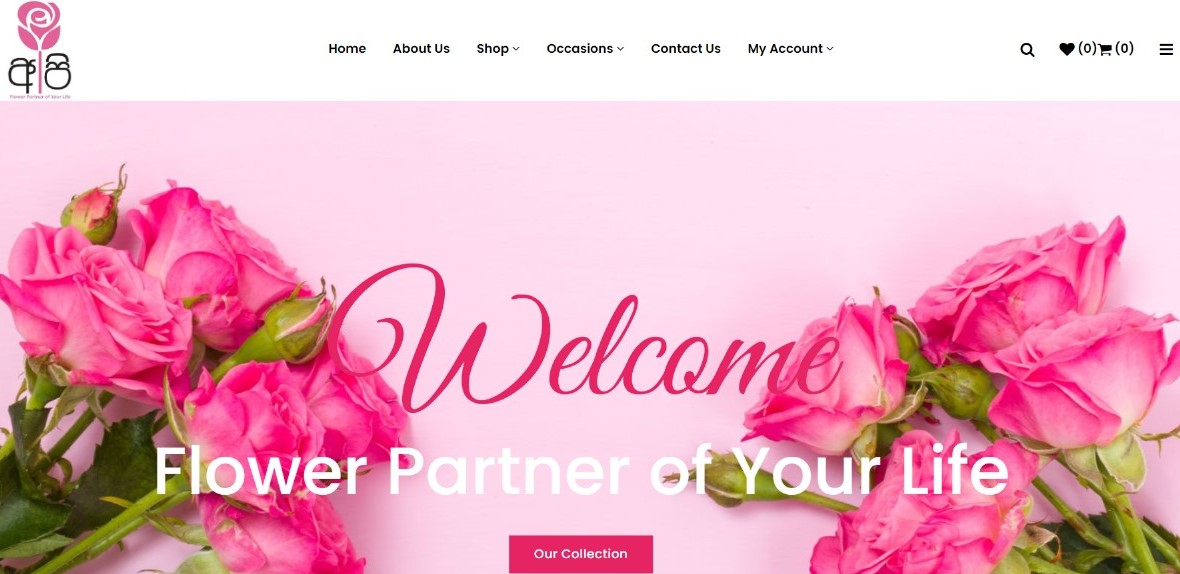 අපි
Flower Partner of Your Life
Home
About Us
Shop
Occasions
Contact Us
My Account
(0)
(0)
Welcome
Flower Partner of Your Life
Our Collection